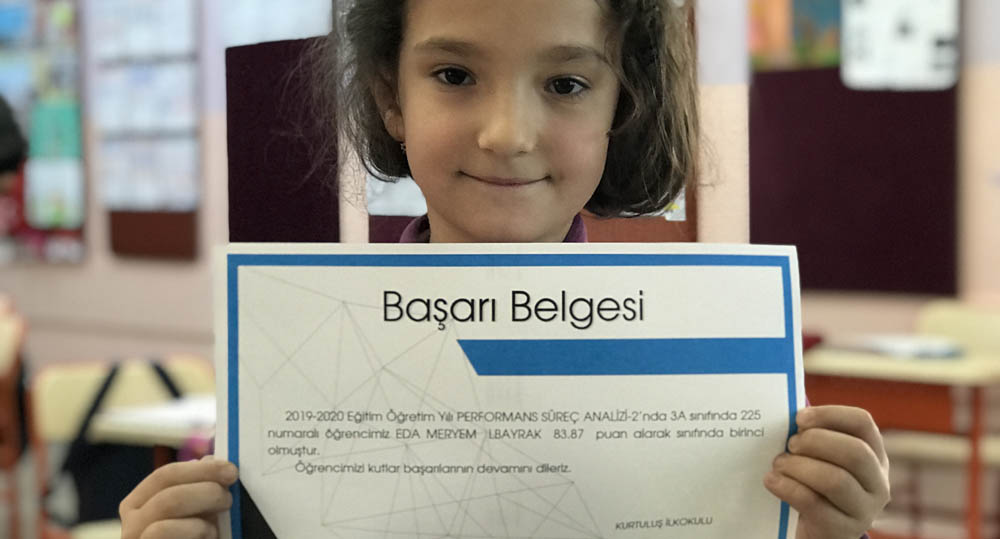 Başarı Belgesi
2019-2020 Eğitim Öğretim Yılı PERFORMANS SÜREÇ ANALİZİ-2'nda 3A sınıfında 225
numaralı öğrencimiz EDA MERYEM LBAYRAK 83.87 puan alarak sınıfında birinci
olmuştur.
Öğrencimizi kutlar başarılarının devamını dileriz.
KURTULUŞ İLKOKULU